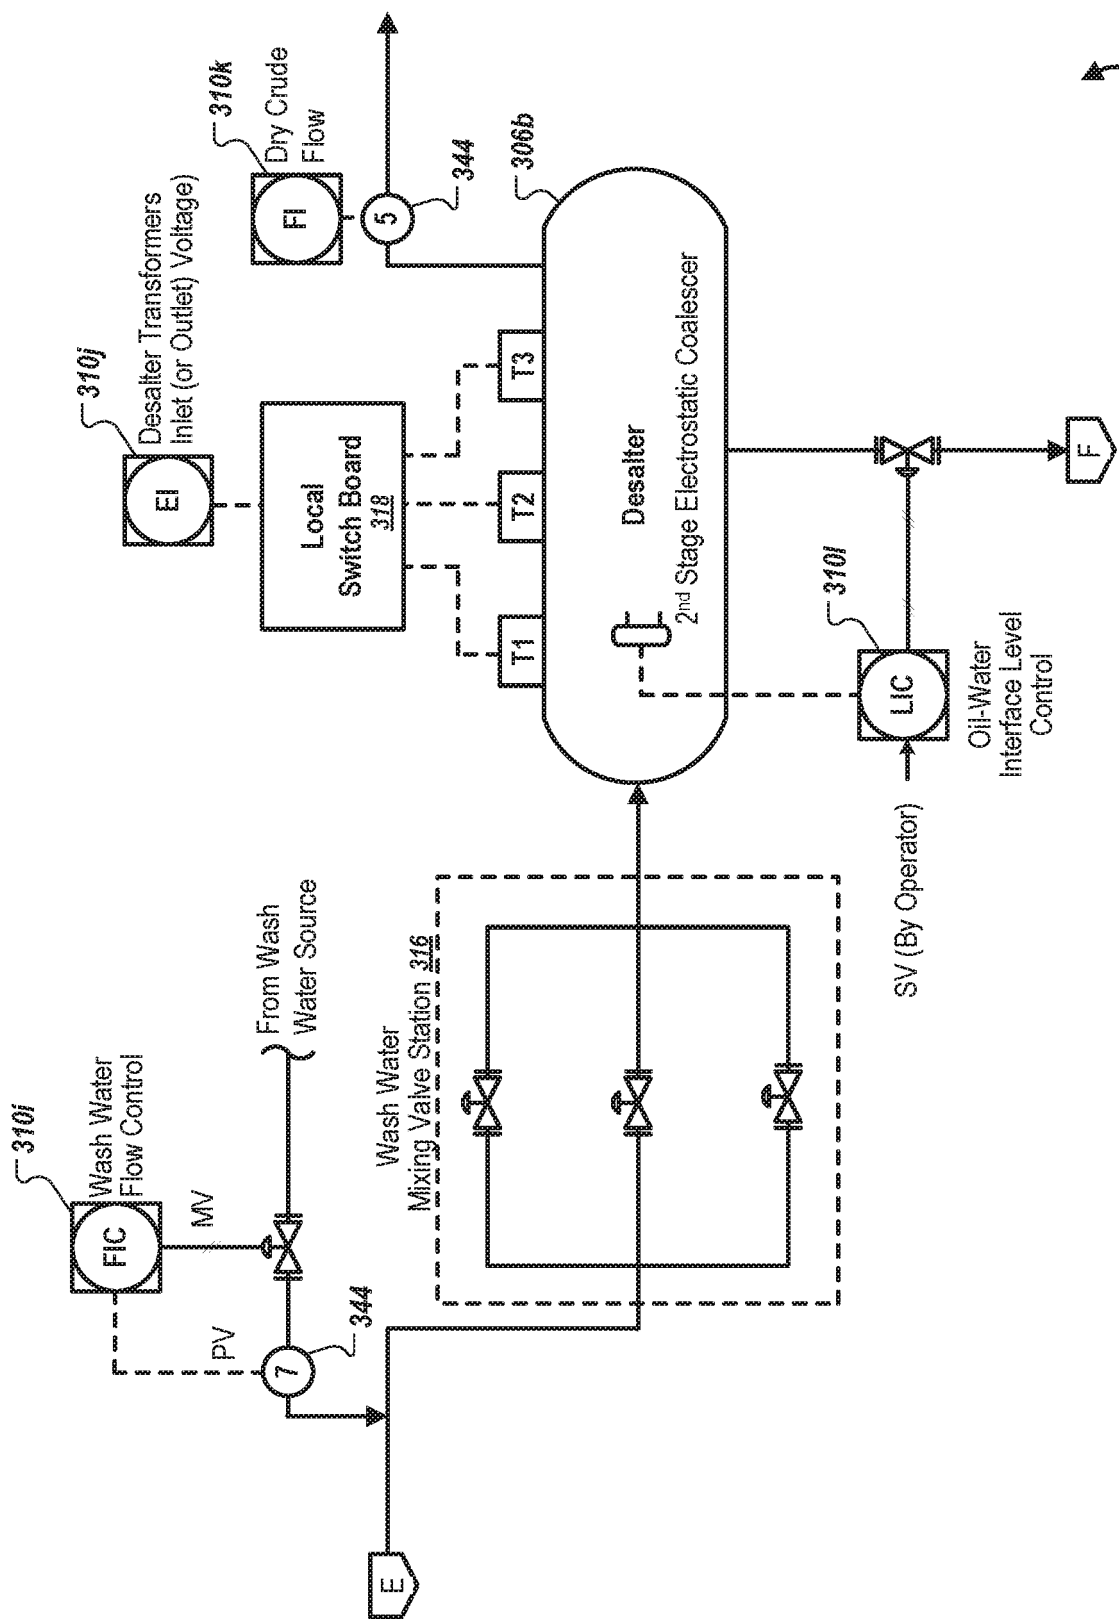 310i
Wash Water
Flow Control
FIC
MV
PV
From Wash
Water Source
7
344
E
Wash Water
Mixing Valve Station 316
310j
Desalter Transformers
Inlet (or Outlet) Voltage)
EI
Local
Switch Board
318
T1
T2
T3
310k
Dry Crude
Flow
FI
5
344
306b
Desalter
2nd Stage Electrostatic Coalescer
310l
LIC
SV (By Operator)
Oil-Water
Interface Level
Control
F